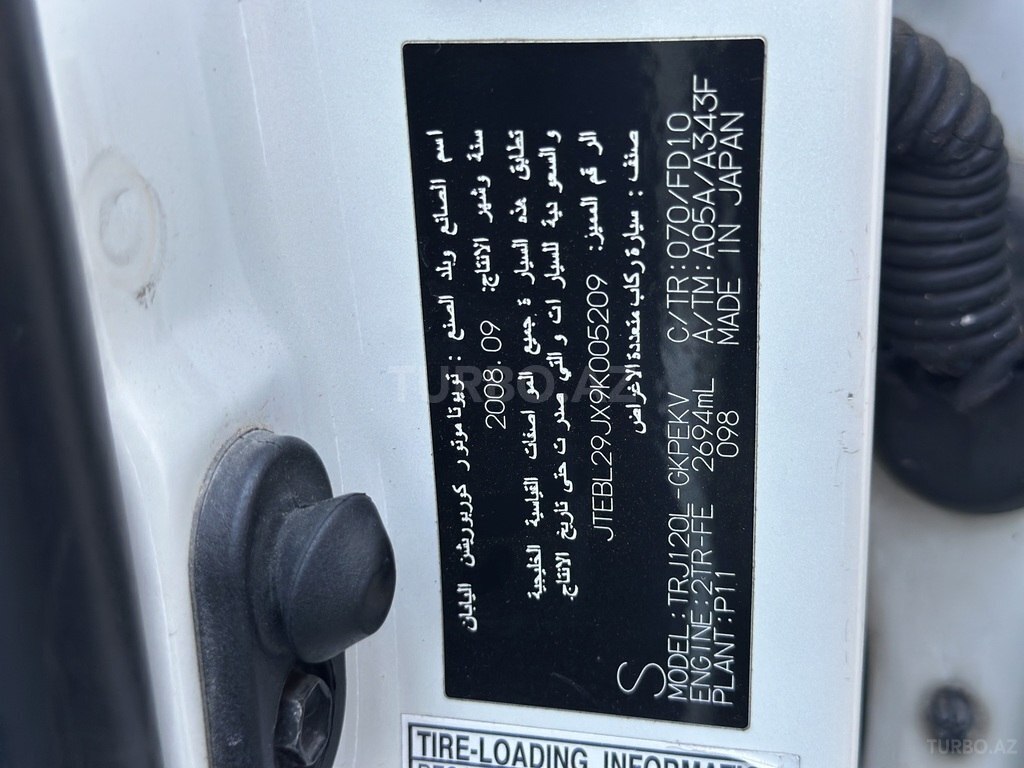 اسم الصانع وبلد الصنع : تويوتا موتور كوربوريشن اليابان
سنة وشهر الانتاج: 2008.09
تطابق هذه السيارة جميع المواصفات القياسية الخليجية
والسعودية للسيارات والتي صدرت حتى تاريخ الانتاج.
الرقم المميز: JTEBL29JX9K005209
صنف : سيارة ركاب متعددة الاغراض
S
MODEL:TRJ120L-GKPEKV C/TR:070/FD10
ENGINE:2TR-FE 2694mL A/TM:A05A/A343F
PLANT:P11 098 MADE IN JAPAN
TIRE-LOADING INFORMATIO
TURBO.AZ
TURBO.AZ